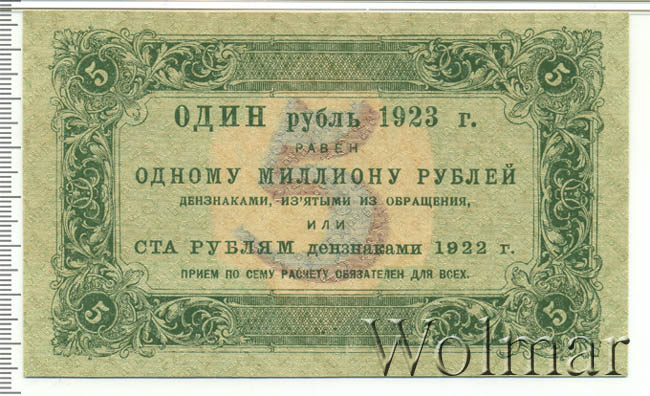 5 5
5
ОДИН рубль 1923 г.
РАВЕН
ОДНОМУ МИЛЛИОНУ РУБЛЕЙ
ДЕНЗНАКАМИ, ИЗ'ЯТЫМИ ИЗ ОБРАЩЕНИЯ,
ИЛИ
СТА РУБЛЯМ дензнаками 1922 г.
ПРИЕМ ПО СЕМУ РАСЧЕТУ ОБЯЗАТЕЛЕН ДЛЯ ВСЕХ.
5 5
Wolmar